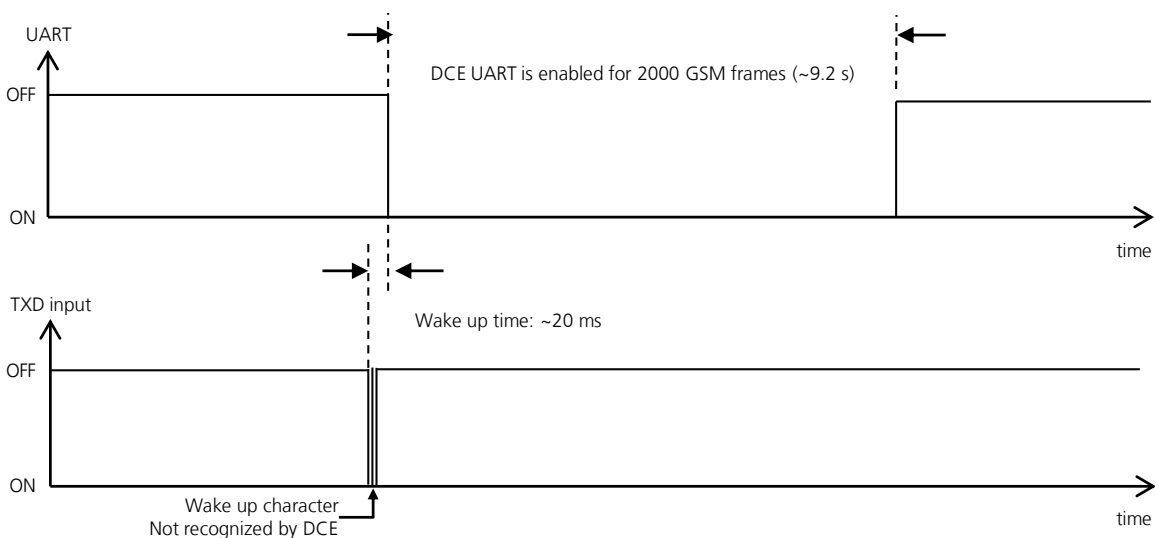 UART
DCE UART is enabled for 2000 GSM frames (~9.2 s)
OFF
ON
time
TXD input
Wake up time: ~20 ms
OFF
ON
Wake up character
Not recognized by DCE
time